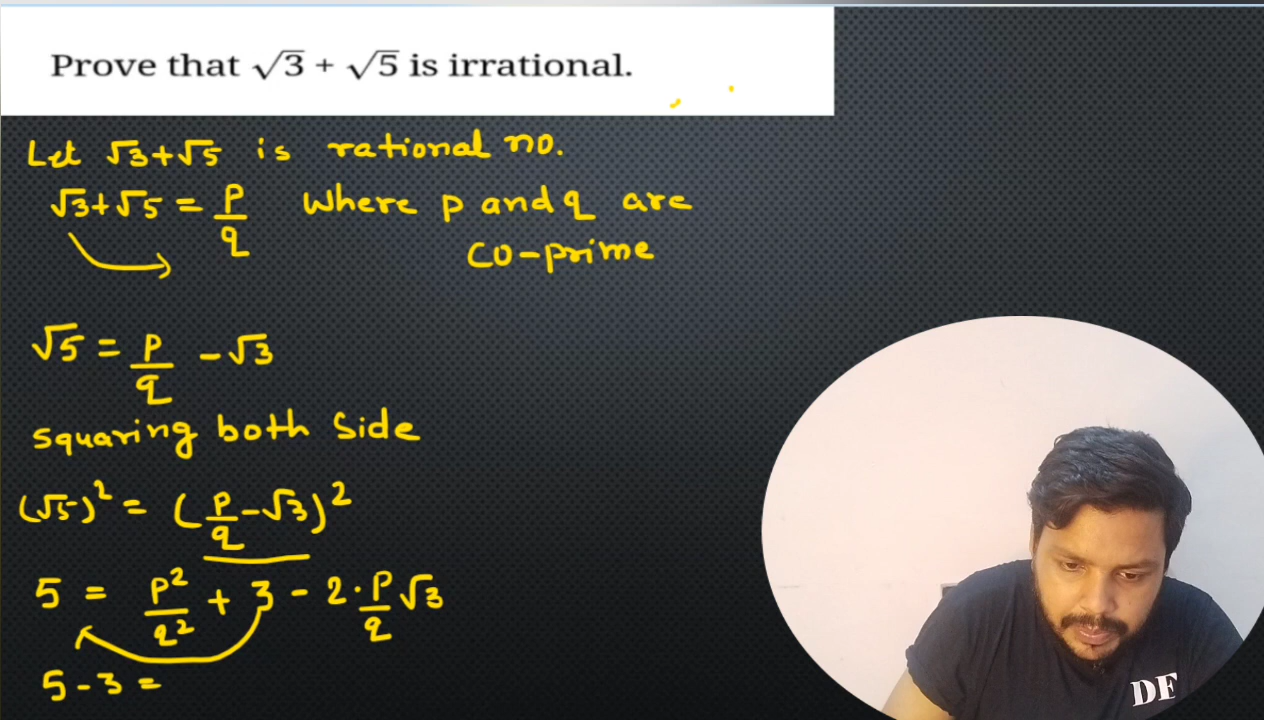 Prove that √3 + √5 is irrational.
Let √3+√5 is rational no.
√3+√5 = p/q where p and q are
co-prime
√5 = p/q - √3
Squaring both side
(√5)² = (p/q - √3)²
5 = p²/q² + 3 - 2·p/q √3
5 - 3 =
DE